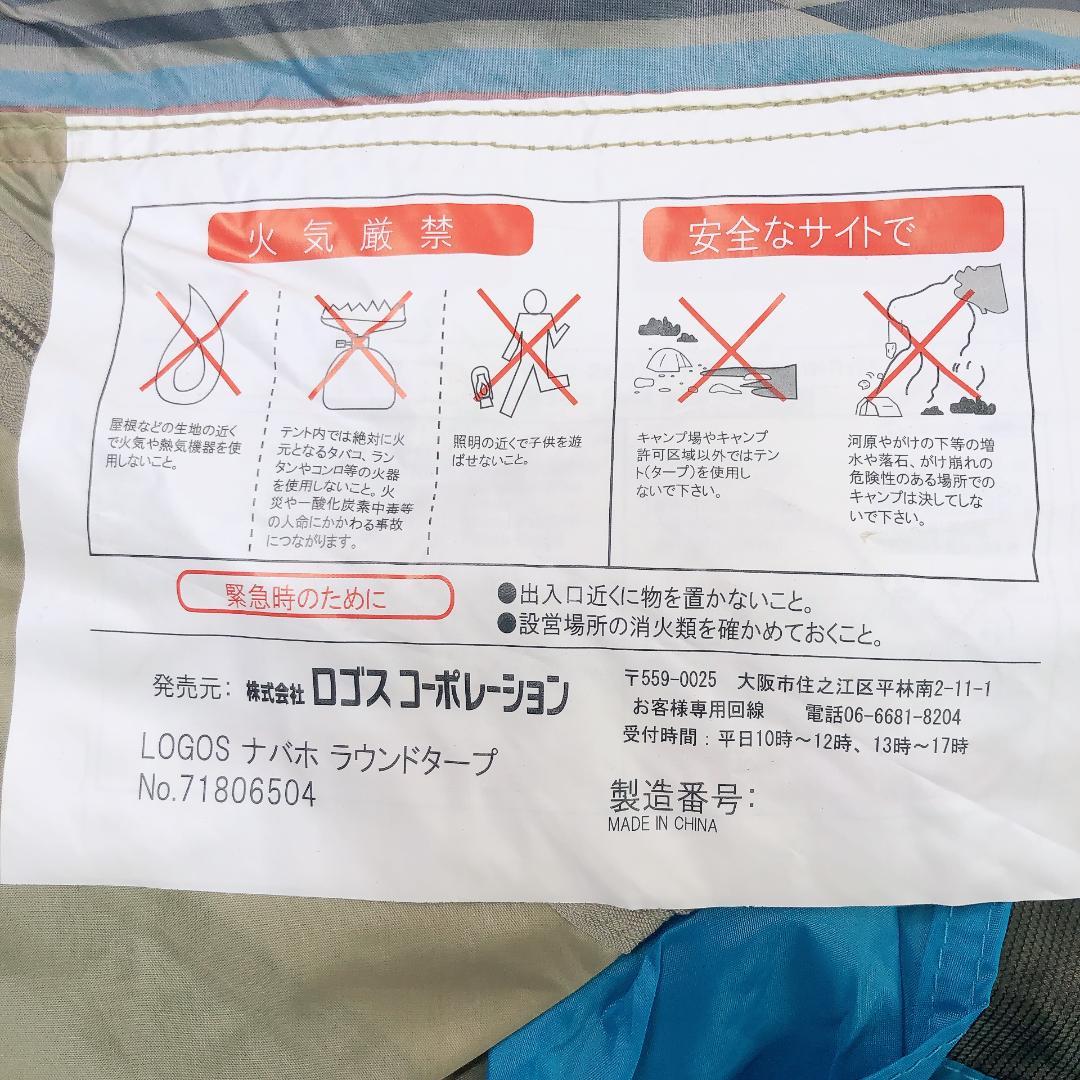 火気厳禁
屋根などの生地の近く
で火気や熱気機器を使
用しないこと。
テント内では絶対に火
元となるタバコ、ラン
タンやコンロ等の火器
を使用しないこと。火
災や一酸化炭素中毒等
の人命にかかわる事故
につながります。
照明の近くで子供を遊
ばせないこと。
安全なサイトで
キャンプ場やキャンプ
許可区域以外ではテン
ト(タープ)を使用し
ないで下さい。
河原やがけの下等の増
水や落石、がけ崩れの
危険性のある場所での
キャンプは決してしな
いで下さい。
緊急時のために
●出入口近くに物を置かないこと。
●設営場所の消火類を確かめておくこと。
発売元：株式会社ロゴスコーポレーション
LOGOS ナバホ ラウンドタープ
No.71806504
〒559-0025 大阪市住之江区平林南2-11-1
お客様専用回線 電話06-6681-8204
受付時間：平日10時～12時、13時～17時
製造番号：
MADE IN CHINA